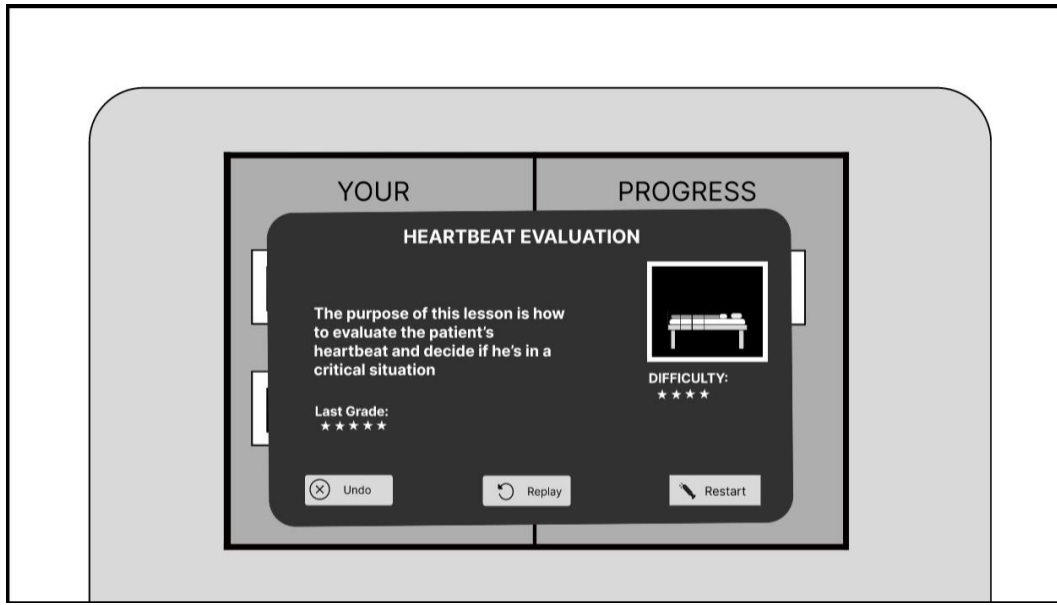 YOUR PROGRESS
HEARTBEAT EVALUATION
The purpose of this lesson is how
to evaluate the patient's
heartbeat and decide if he's in a
critical situation
DIFFICULTY:
★★★★
Last Grade:
★★★★★
Undo
Replay
Restart